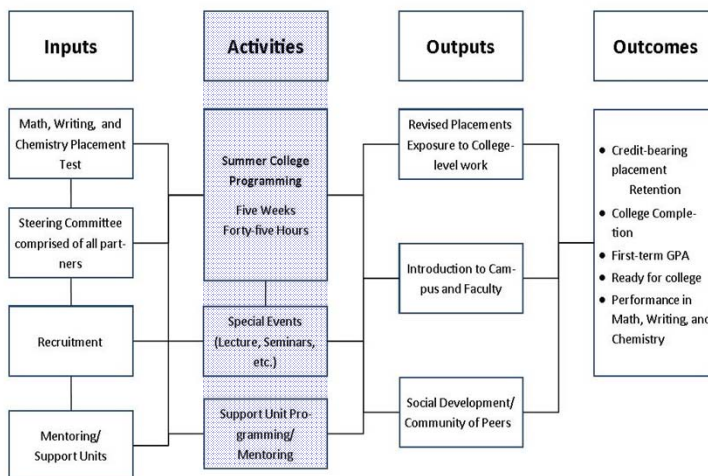 Inputs
Activities
Outputs
Outcomes
Math, Writing, and
Chemistry Placement
Test
Steering Committee
comprised of all part-
ners
Recruitment
Mentoring/
Support Units
Summer College
Programming
Five Weeks
Forty-five Hours
Special Events
(Lecture, Seminars,
etc.)
Support Unit Pro-
gramming/
Mentoring
Revised Placements
Exposure to College-
level work
Introduction to Cam-
pus and Faculty
Social Development/
Community of Peers
• Credit-bearing
placement
Retention
• College Comple-
tion
• First-term GPA
• Ready for college
• Performance in
Math, Writing, and
Chemistry